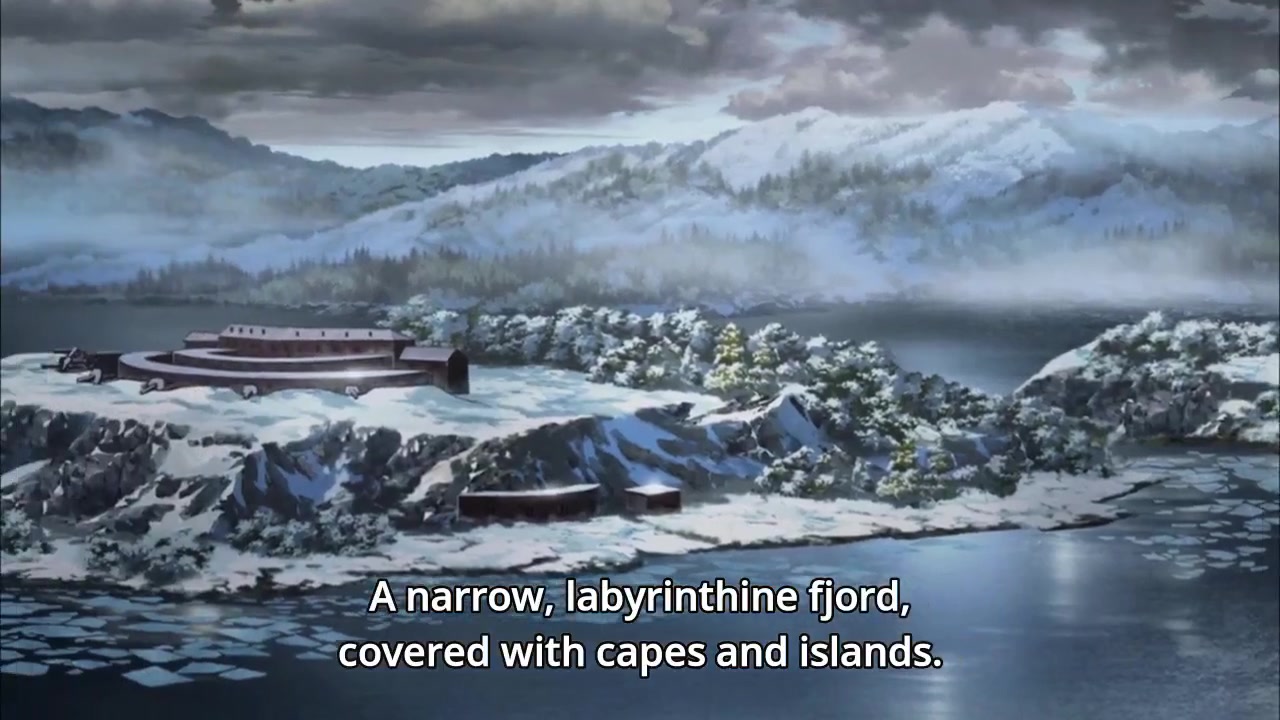 A narrow, labyrinthine fjord,
covered with capes and islands.